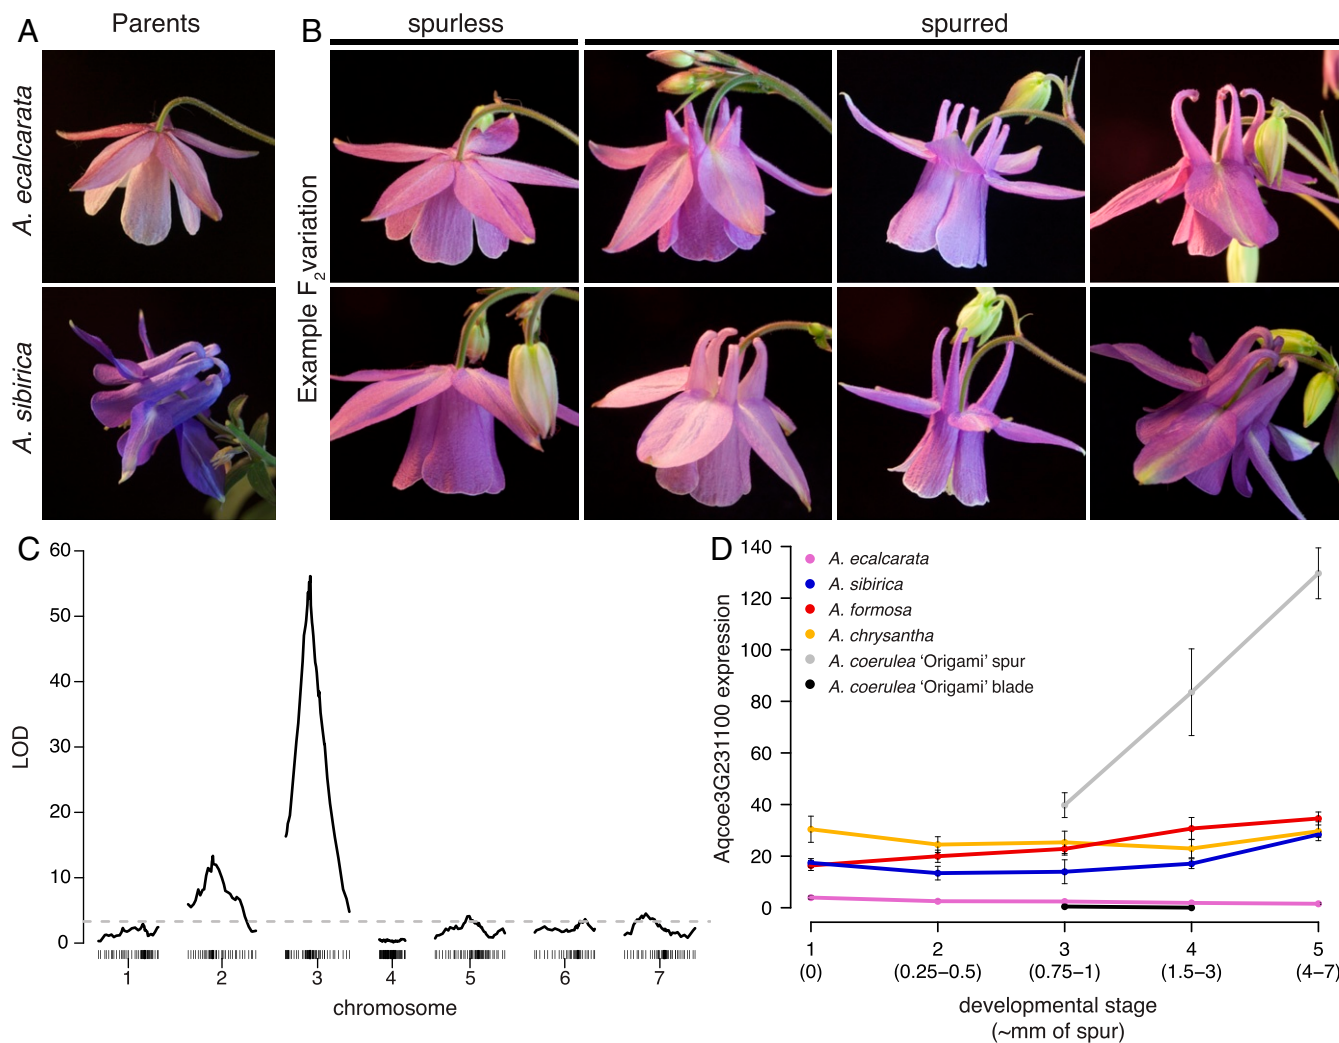 A
Parents
B
spurless
spurred
A. ecalcarata
A. sibirica
Example F2 variation
C
60
50
40
30
20
10
0
LOD
1
2
3
4
5
6
7
chromosome
D
140
120
100
80
60
40
20
0
Aqcoe3G231100 expression
A. ecalcarata
A. sibirica
A. formosa
A. chrysantha
A. coerulea ‘Origami’ spur
A. coerulea ‘Origami’ blade
1 2 3 4 5
(0) (0.25–0.5) (0.75–1) (1.5–3) (4–7)
developmental stage
(~mm of spur)